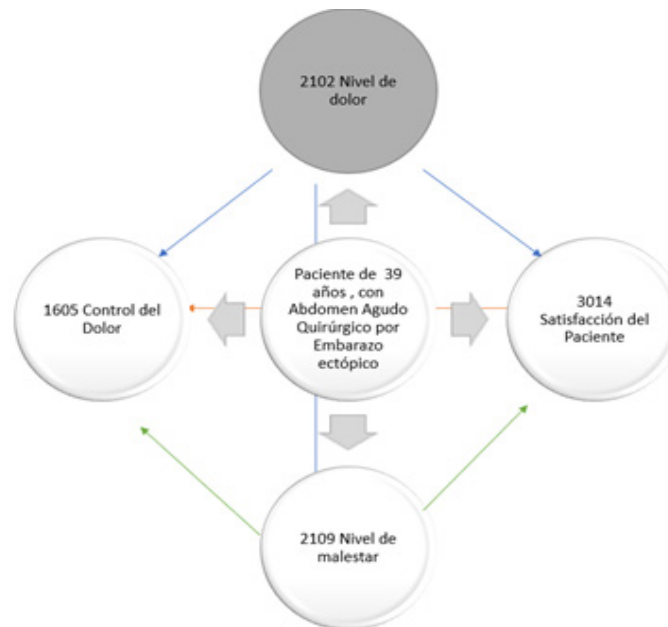 2102 Nivel de
dolor
1605 Control del
Dolor
Paciente de 39
años , con
Abdomen Agudo
Quirúrgico por
Embarazo
ectópico
3014
Satisfacción del
Paciente
2109 Nivel de
malestar